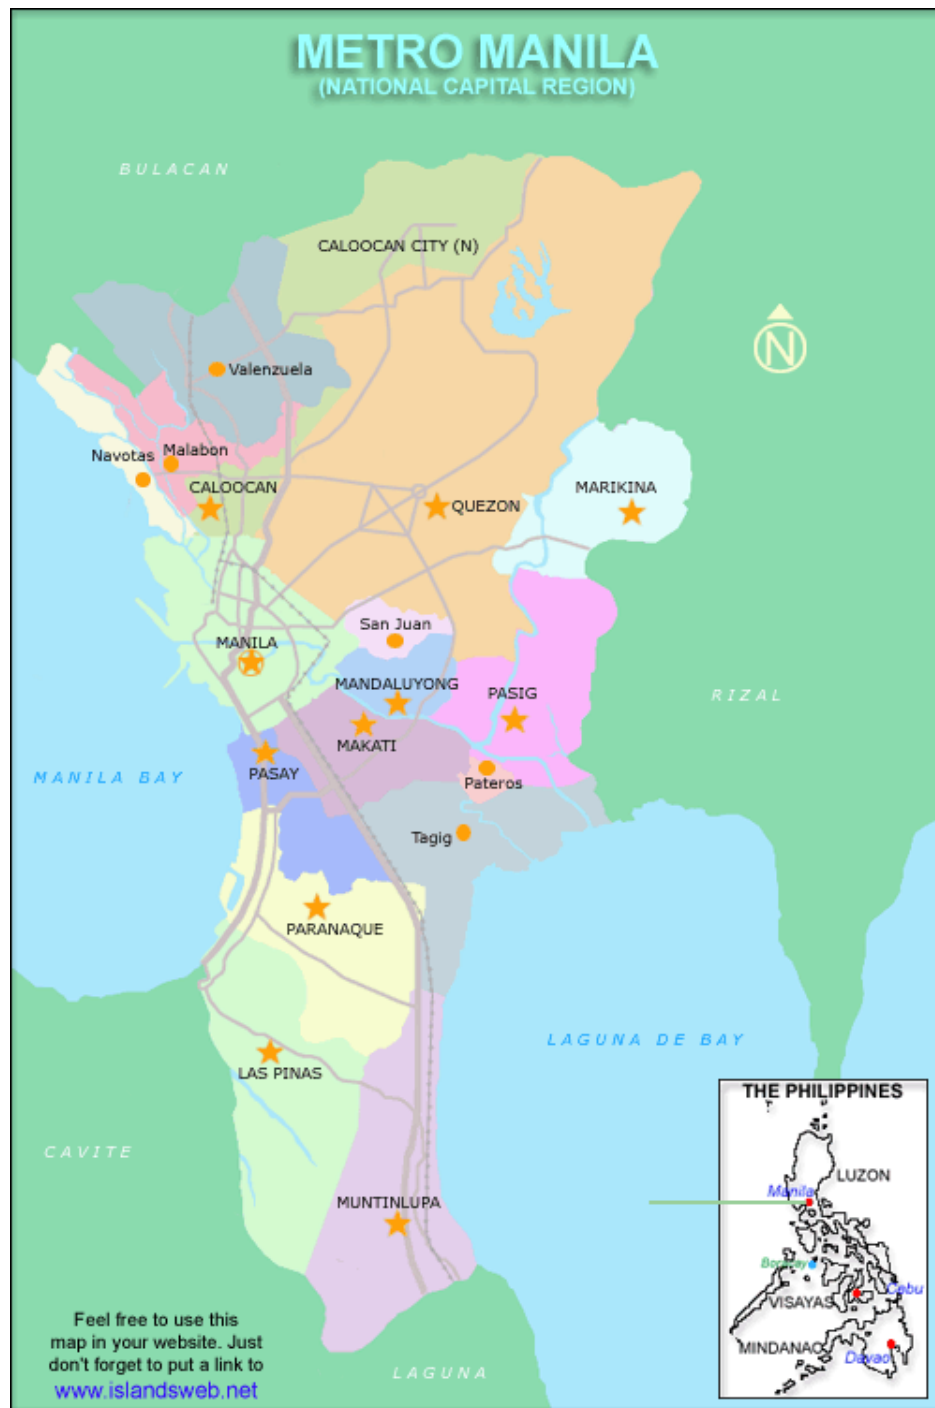 METRO MANILA
(NATIONAL CAPITAL REGION)
BULACAN
CALOOCAN CITY (N)
N
Valenzuela
Navotas
Malabon
CALOOCAN
QUEZON
MARIKINA
San Juan
MANILA
MANDALUYONG
PASIG
RIZAL
MAKATI
PASAY
MANILA BAY
Pateros
Tagig
PARANAQUE
LAGUNA DE BAY
LAS PINAS
CAVITE
MUNTINLUPA
LAGUNA
THE PHILIPPINES
LUZON
Manila
Boracay
Cebu
VISAYAS
MINDANAO
Davao
Feel free to use this
map in your website. Just
don't forget to put a link to
www.islandsweb.net